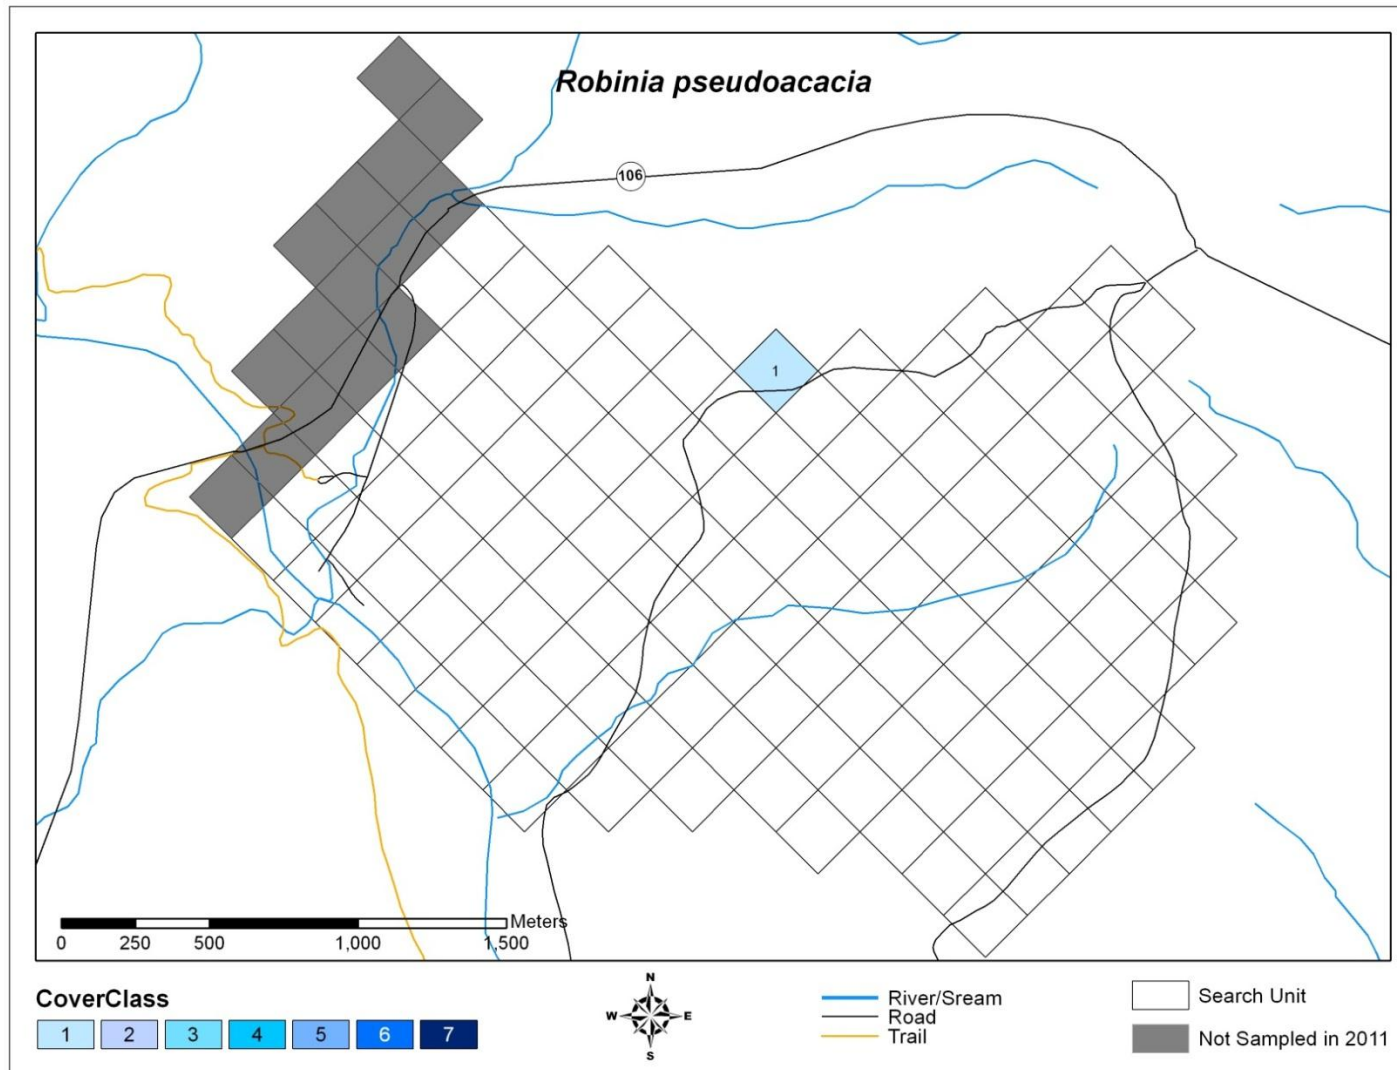 Robinia pseudoacacia
106
1
Meters
0 250 500 1,000 1,500
CoverClass
1 2 3 4 5 6 7
N
W E
S
River/Sream
Road
Trail
Search Unit
Not Sampled in 2011